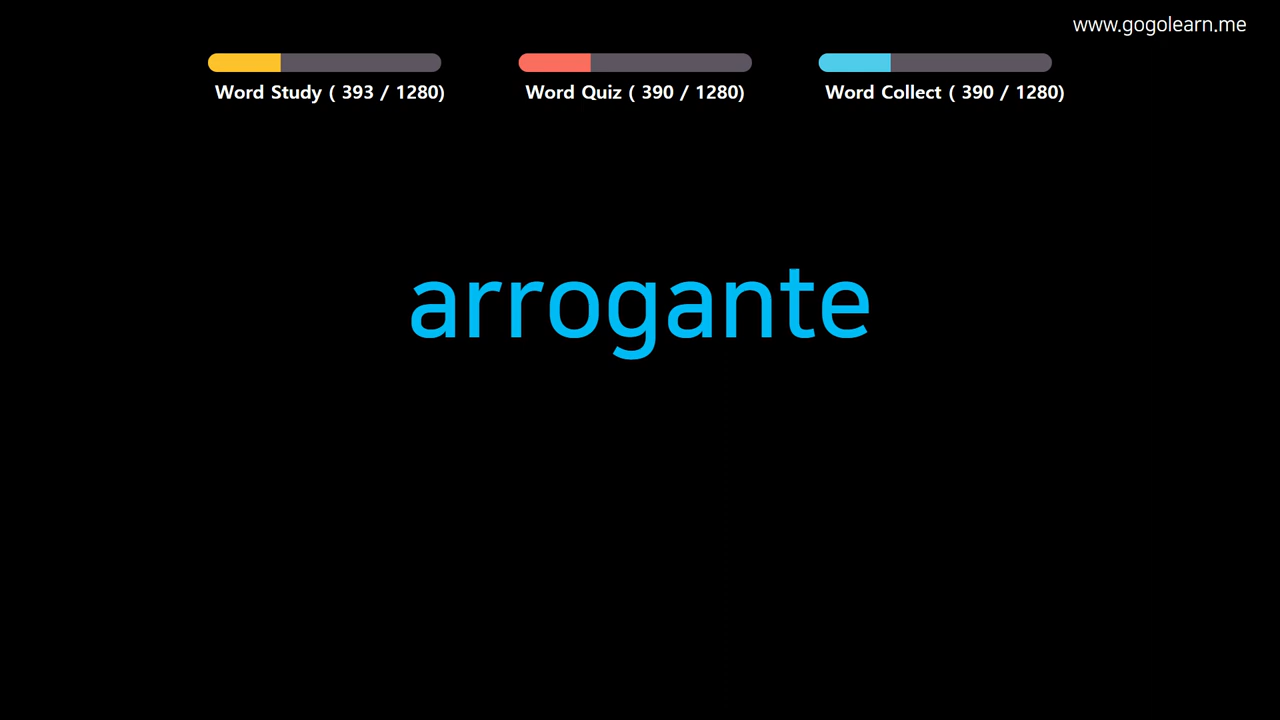 www.gogolearn.me
Word Study ( 393 / 1280)
Word Quiz ( 390 / 1280)
Word Collect ( 390 / 1280)
arrogante